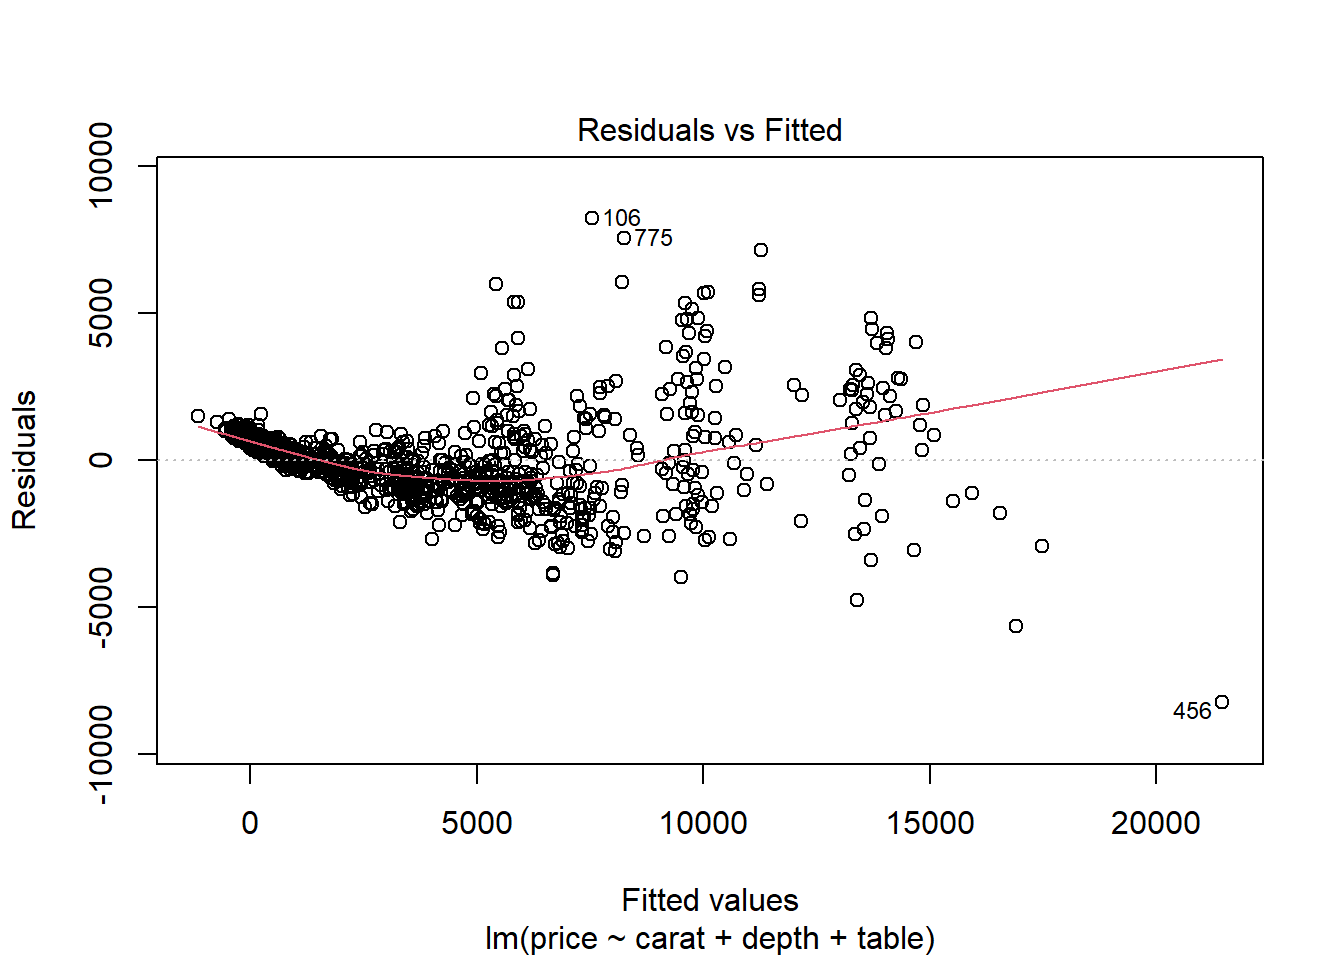 Residuals vs Fitted
Residuals
10000
5000
0
-5000
-10000
106
775
456
0 5000 10000 15000 20000
Fitted values
lm(price ~ carat + depth + table)